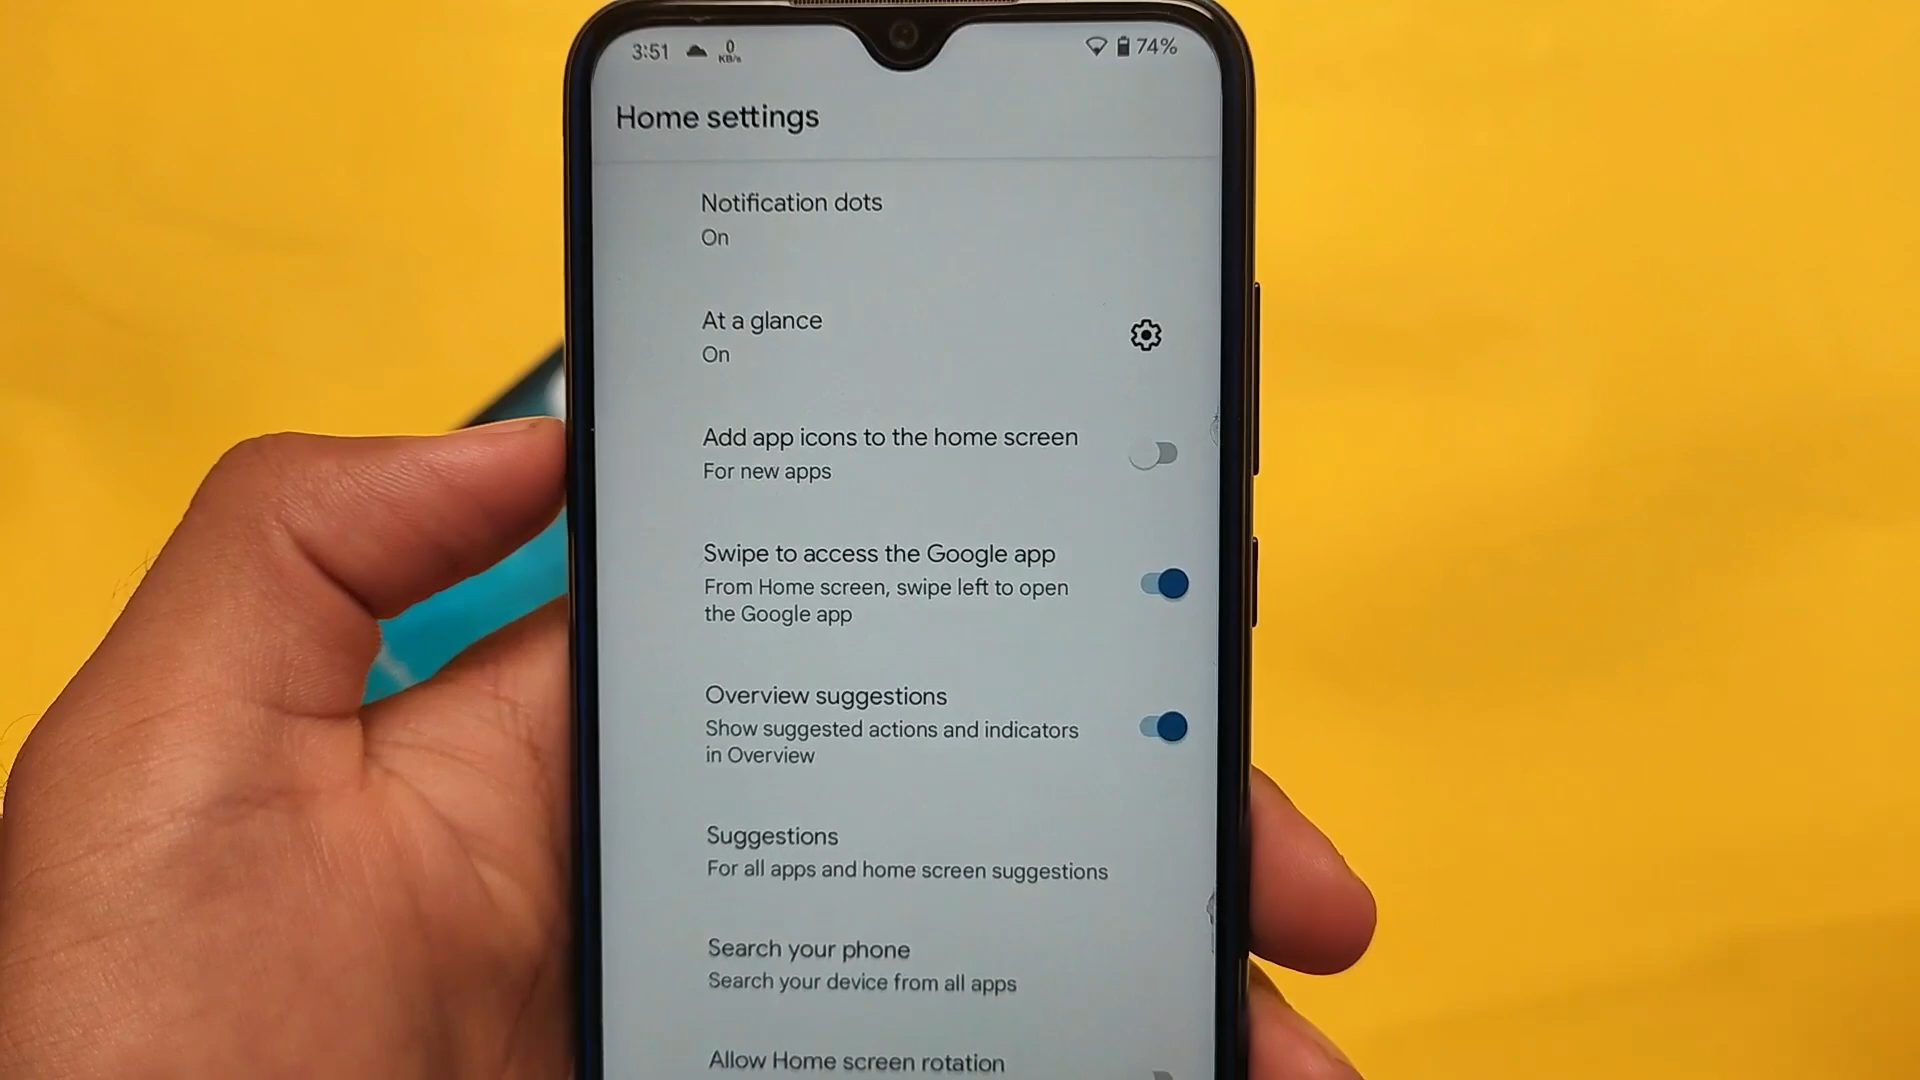 3:51 0 KB/s 74%
Home settings
Notification dots
On
At a glance
On
Add app icons to the home screen
For new apps
Swipe to access the Google app
From Home screen, swipe left to open
the Google app
Overview suggestions
Show suggested actions and indicators
in Overview
Suggestions
For all apps and home screen suggestions
Search your phone
Search your device from all apps
Allow Home screen rotation